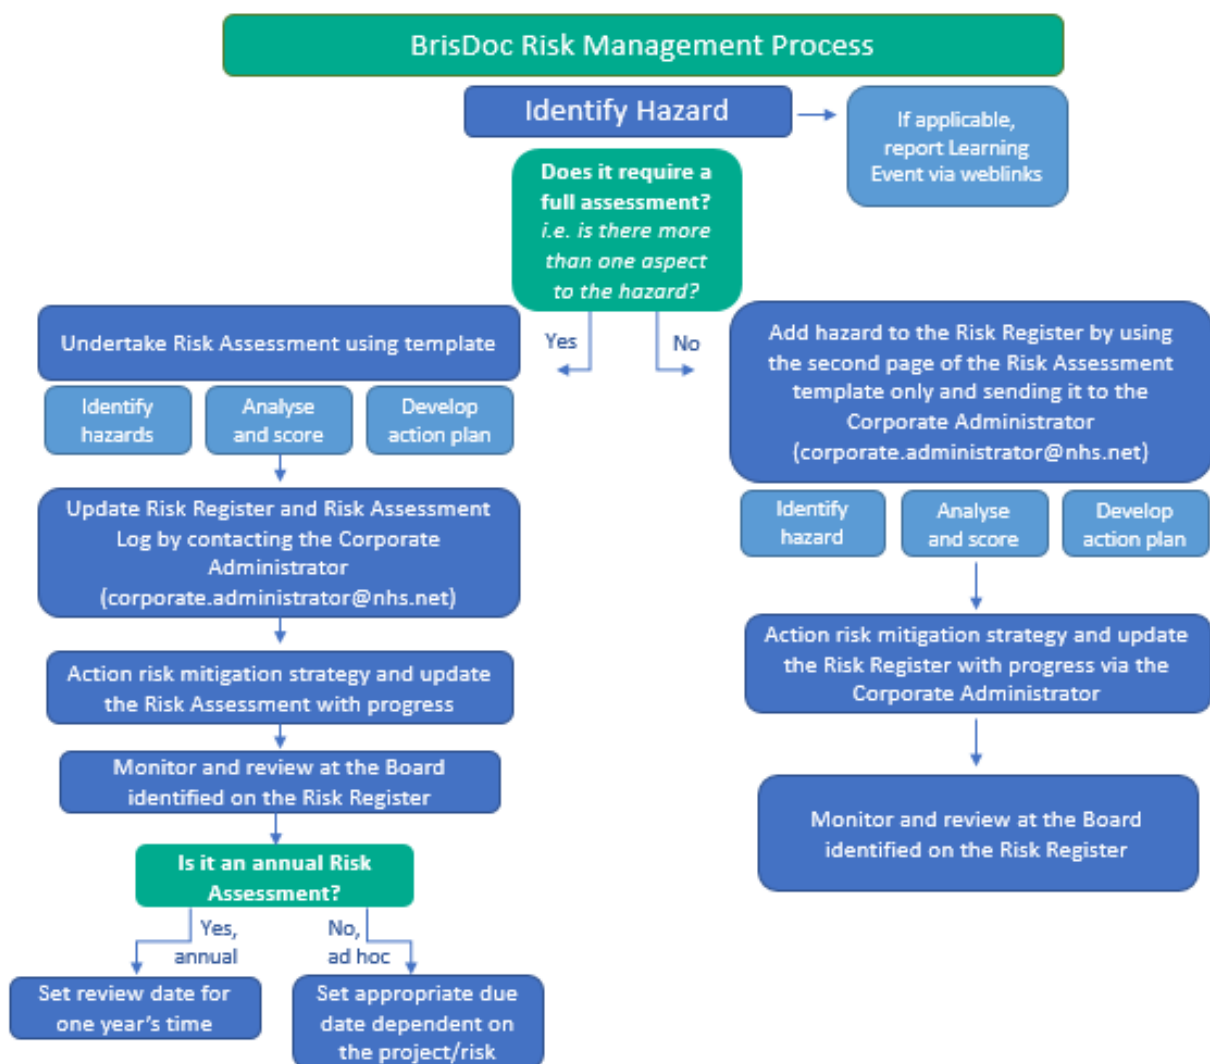 BrisDoc Risk Management Process
Identify Hazard
If applicable,
report Learning
Event via weblinks
Does it require a
full assessment?
i.e. is there more
than one aspect
to the hazard?
Yes
No
Undertake Risk Assessment using template
Identify
hazards
Analyse
and score
Develop
action plan
Update Risk Register and Risk Assessment
Log by contacting the Corporate
Administrator
(corporate.administrator@nhs.net)
Action risk mitigation strategy and update
the Risk Assessment with progress
Monitor and review at the Board
identified on the Risk Register
Is it an annual Risk
Assessment?
Yes,
annual
No,
ad hoc
Set review date for
one year's time
Set appropriate due
date dependent on
the project/risk
Add hazard to the Risk Register by using
the second page of the Risk Assessment
template only and sending it to the
Corporate Administrator
(corporate.administrator@nhs.net)
Identify
hazard
Analyse
and score
Develop
action plan
Action risk mitigation strategy and update
the Risk Register with progress via the
Corporate Administrator
Monitor and review at the Board
identified on the Risk Register